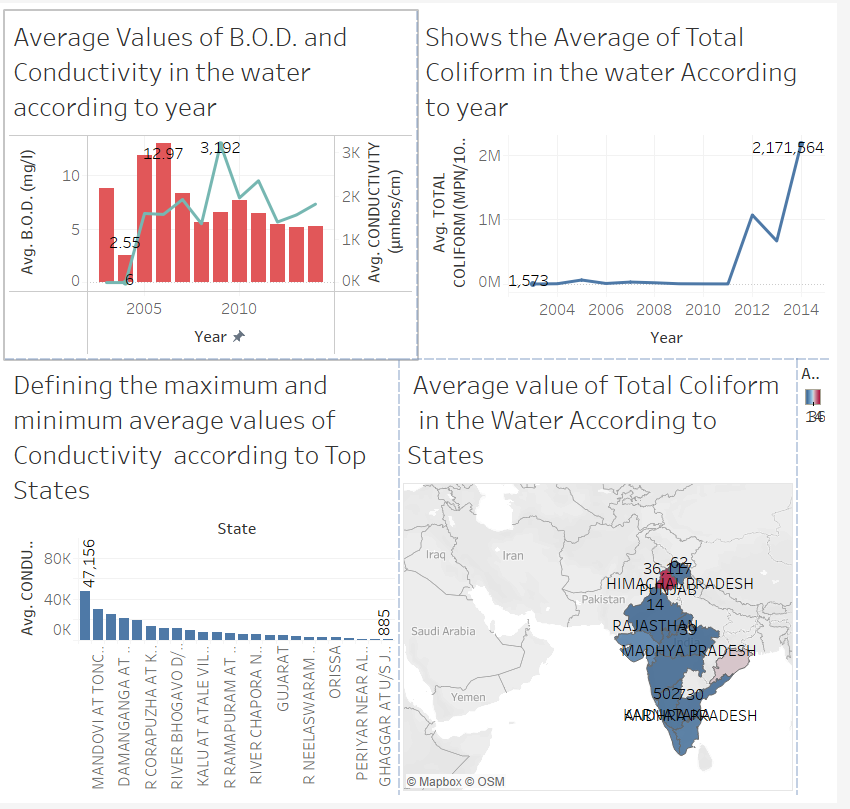 Average Values of B.O.D. and
Conductivity in the water
according to year
Avg. B.O.D. (mg/l)
10
5
0
12.97
3,192
2.55
6
3K
2K
1K
0K
Avg. CONDUCTIVITY
(µmhos/cm)
2005
2010
Year
Shows the Average of Total
Coliform in the water According
to year
Avg. TOTAL
COLIFORM (MPN/10..
2M
1M
0M
2,171,564
1,573
2004
2006
2008
2010
2012
2014
Year
Defining the maximum and
minimum average values of
Conductivity according to Top
States
State
Avg. CONDU..
80K
40K
0K
47,156
885
MANDOVI AT TONC..
DAMANGANGA AT ..
R CORAPUZHA AT K..
RIVER BHOGAVO D/..
KALU AT ATALE VIL..
R RAMAPURAM AT ..
RIVER CHAPORA N..
GUJARAT
R NEELASWARAM ..
ORISSA
PERIYAR NEAR AL..
GHAGGAR AT U/S J..
Average value of Total Coliform
in the Water According to
States
Iraq
Iran
Pakistan
Saudi Arabia
Yemen
62
HIMACHAL PRADESH
PUNJAB
14
RAJASTHAN
39
MADHYA PRADESH
502
730
ANDHRA PRADESH
© Mapbox © OSM
A..